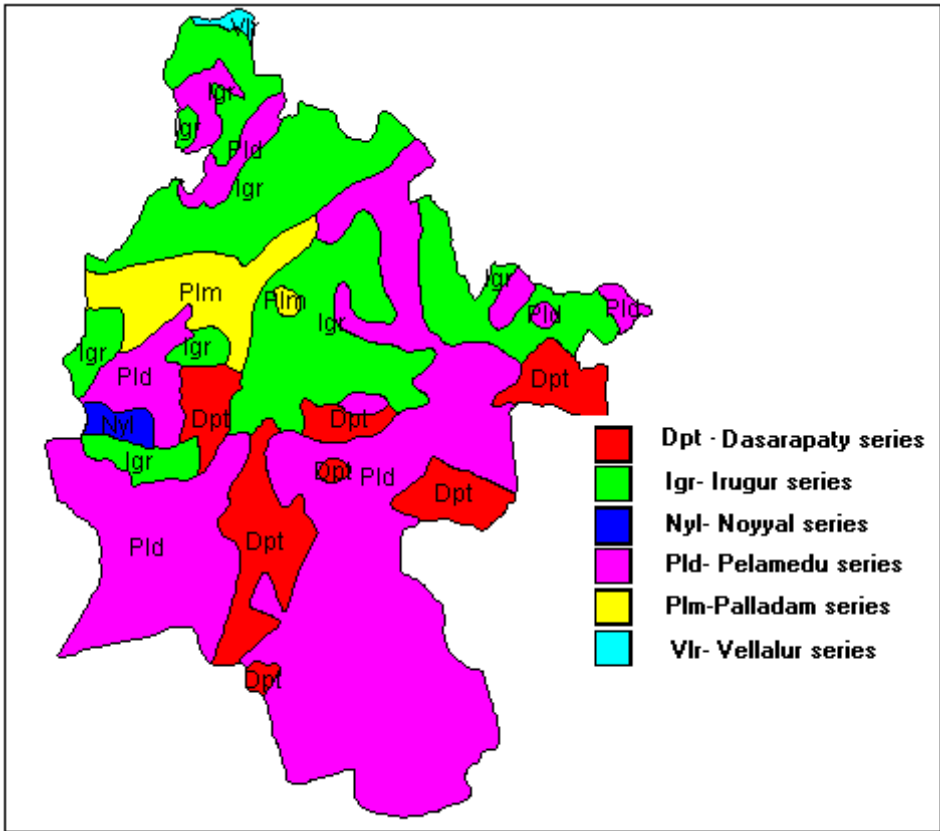 Vlr
Igr
Igr
Pld
Igr
Igr
Plm
Plm
Pld
Pld
Igr
Igr
Igr
Pld
Dpt
Dpt
Dpt
Nyl
Igr
Dpt
Pld
Dpt
Pld
Dpt
Dpt
Dpt - Dasarapaty series
Igr- Irugur series
Nyl- Noyyal series
Pld- Pelamedu series
Plm-Palladam series
Vlr- Vellalur series